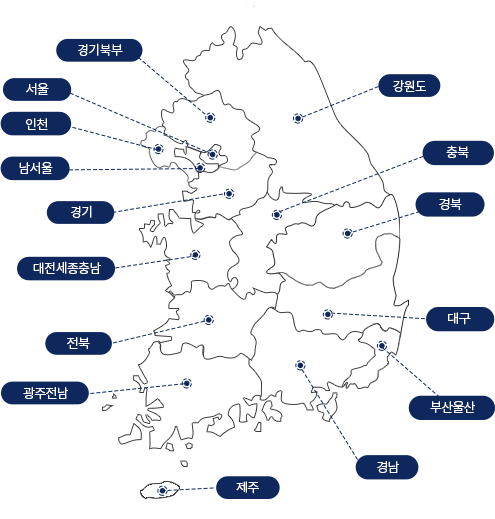 경기북부
서울
강원도
인천
충북
남서울
경북
경기
대전세종충남
대구
전북
광주전남
부산울산
경남
제주